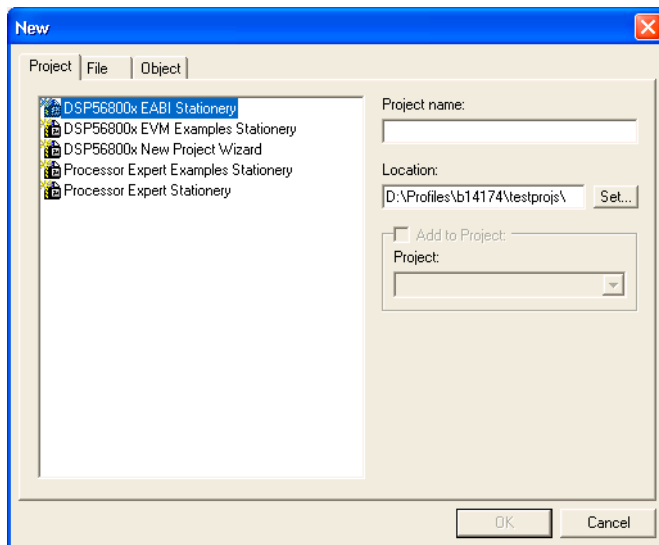 New
Project File Object
DSP56800x EABI Stationery
DSP56800x EVM Examples Stationery
DSP56800x New Project Wizard
Processor Expert Examples Stationery
Processor Expert Stationery
Project name:
Location:
D:\Profiles\b14174\testprojs\ Set...
Add to Project:
Project:
OK Cancel